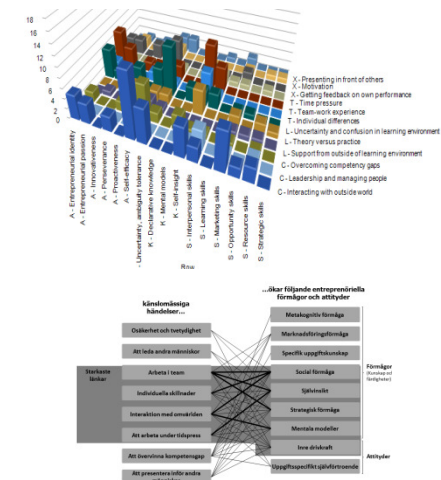 18
16
14
12
10
8
6
4
2
0
X - Presenting in front of others
X - Motivation
X - Getting feedback on own performance
T - Time pressure
T - Team-work experience
T - Individual differences
L - Uncertainty and confusion in learning environment
L - Theory versus practice
L - Support from outside of learning environment
C - Overcoming competency gaps
C - Leadership and managing people
C - Interacting with outside world
A - Entrepreneurial identity
A - Entrepreneurial passion
A - Innovativeness
A - Perseverance
A - Proactiveness
A - Self-efficacy
- Uncertainty, ambiguity tolerance
K - Declarative knowledge
K - Mental models
K - Self-insight
S - Interpersonal skills
S - Learning skills
S - Marketing skills
S - Opportunity skills
S - Resource skills
S - Strategic skills
känslomässiga
händelser...
...ökar följande entreprenöriella
förmågor och attityder
Osäkerhet och tvetydighet
Att leda andra människor
Starkaste
länkar
Arbeta i team
Individuella skillnader
Interaktion med omvärlden
Att arbeta under tidspress
Att övervinna kompetensgap
Att presentera inför andra
människor
Metakognitiv förmåga
Marknadsföringsförmåga
Specifik uppgiftskunskap
Social förmåga
Självinsikt
Strategisk förmåga
Mentala modeller
Inre drivkraft
Uppgiftsspecifikt självförtroende
Förmågor
(Kunskap och
färdigheter)
Attityder